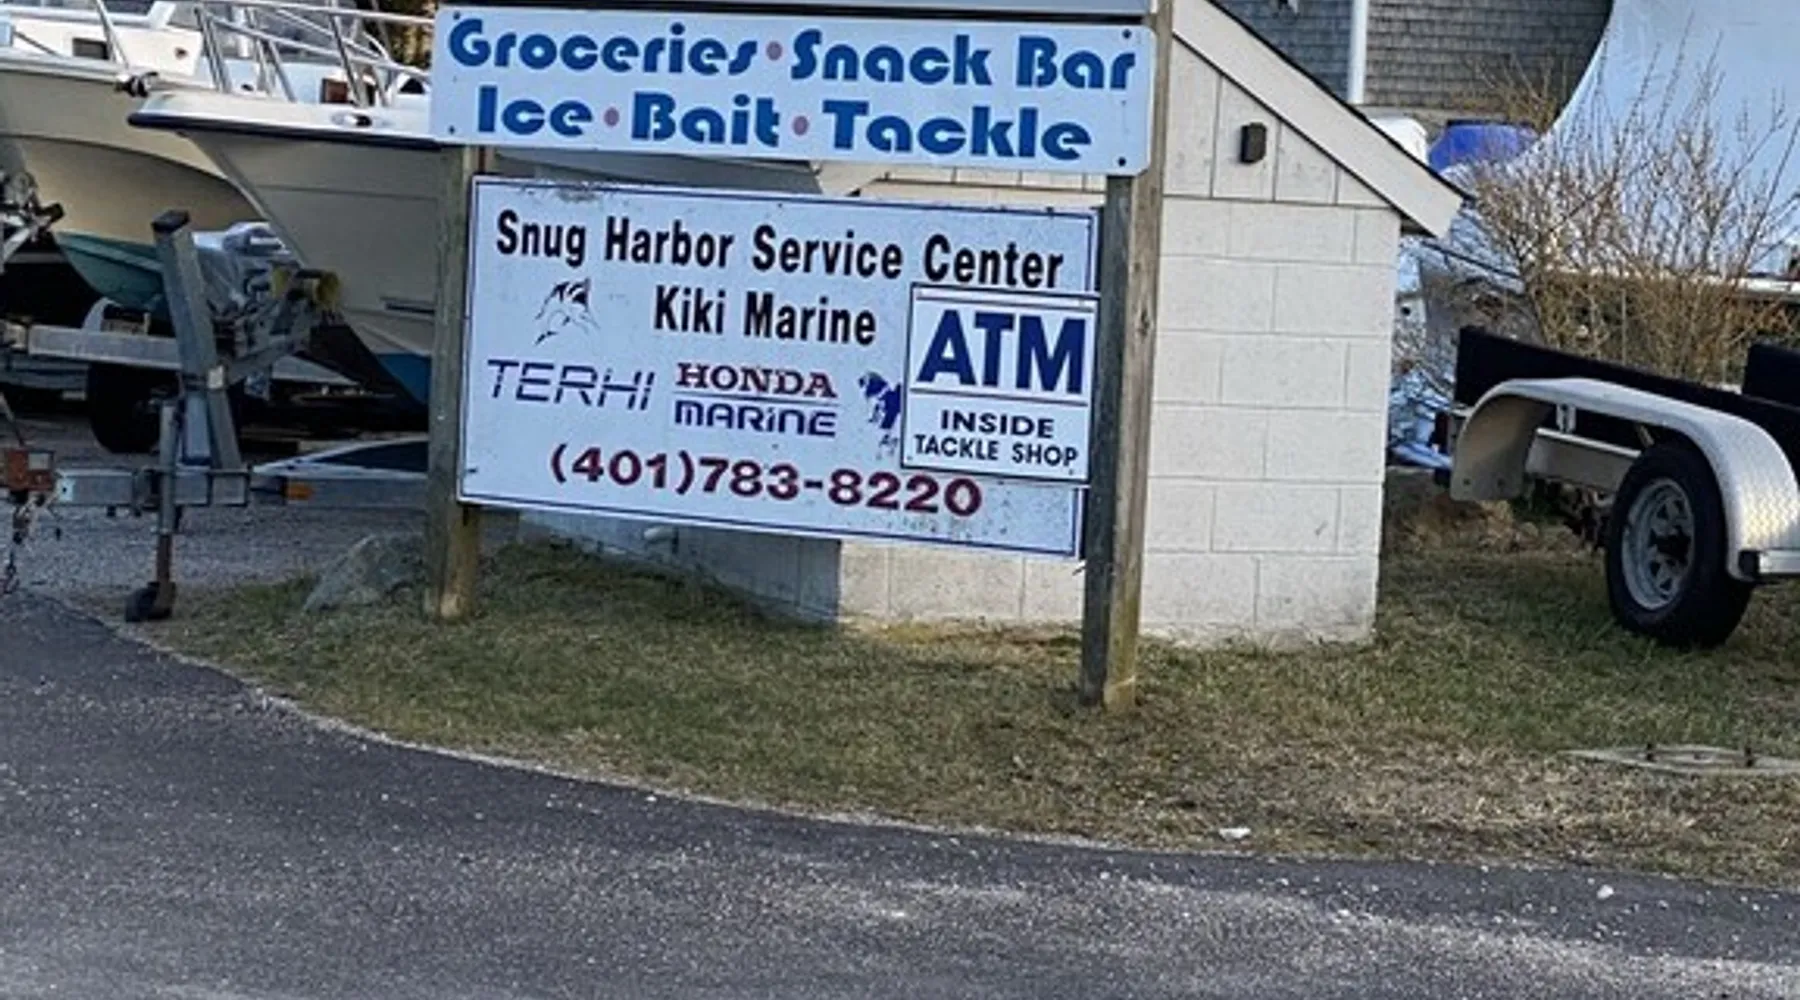 Groceries • Snack Bar
Ice • Bait • Tackle
Snug Harbor Service Center
Kiki Marine
ATM
TERHI
HONDA
MARINE
INSIDE
TACKLE SHOP
(401)783-8220